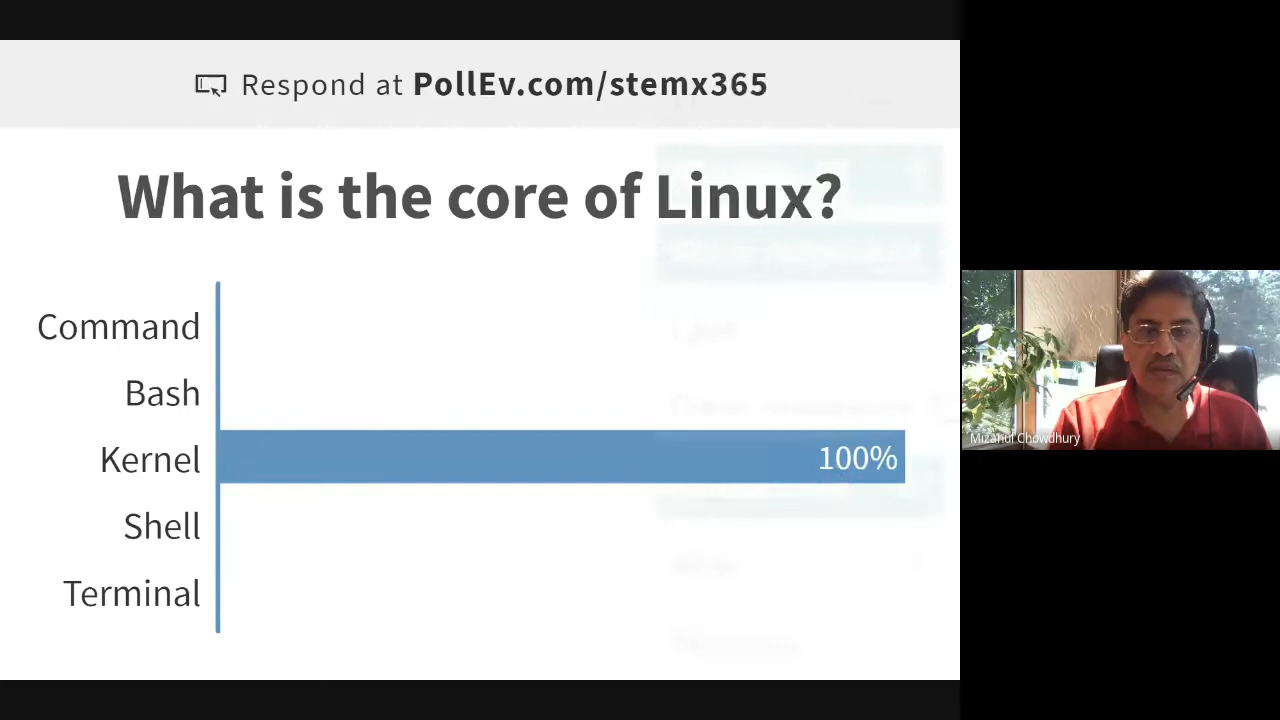 Respond at PollEv.com/stemx365
What is the core of Linux?
Command
Bash
Kernel
100%
Shell
Terminal
Mizanul Chowdhury